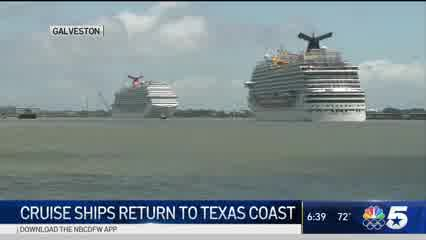 GALVESTON
CRUISE SHIPS RETURN TO TEXAS COAST
DOWNLOAD THE NBCDFW APP
6:39 72°
5